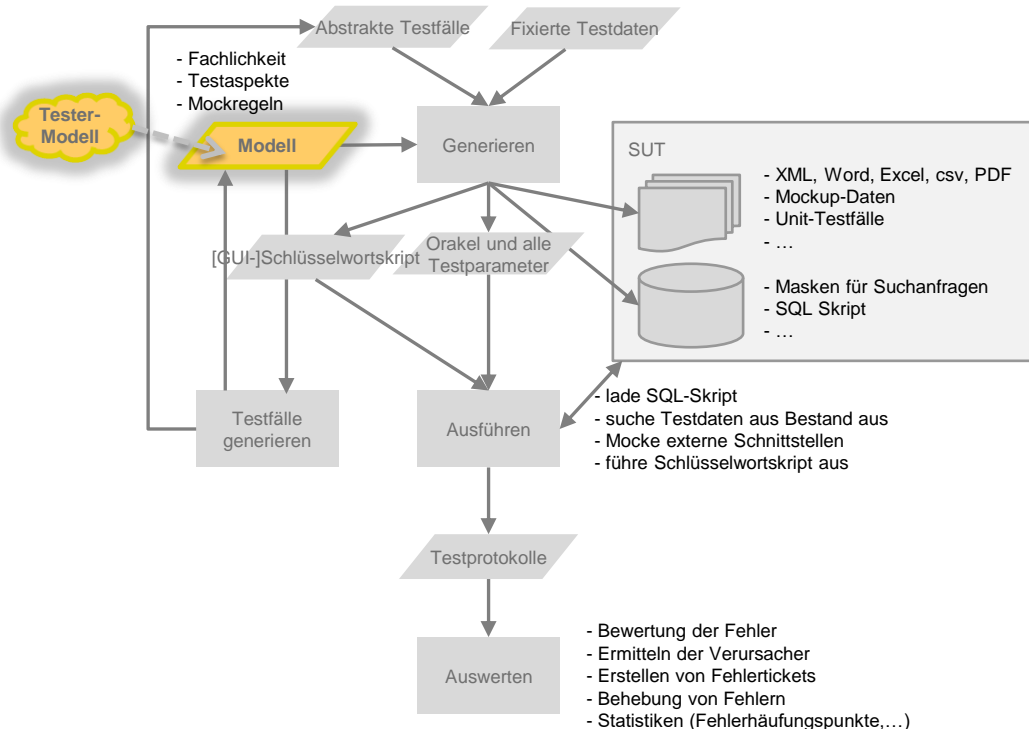 Abstrakte Testfälle
Fixierte Testdaten
- Fachlichkeit
- Testaspekte
- Mockregeln
Tester-
Modell
Modell
Generieren
SUT
- XML, Word, Excel, csv, PDF
- Mockup-Daten
- Unit-Testfälle
- …
- Masken für Suchanfragen
- SQL Skript
- …
[GUI-]Schlüsselwortskript
Orakel und alle
Testparameter
Testfälle
generieren
Ausführen
- lade SQL-Skript
- suche Testdaten aus Bestand aus
- Mocke externe Schnittstellen
- führe Schlüsselwortskript aus
Testprotokolle
Auswerten
- Bewertung der Fehler
- Ermitteln der Verursacher
- Erstellen von Fehlertickets
- Behebung von Fehlern
- Statistiken (Fehlerhäufungspunkte,…)